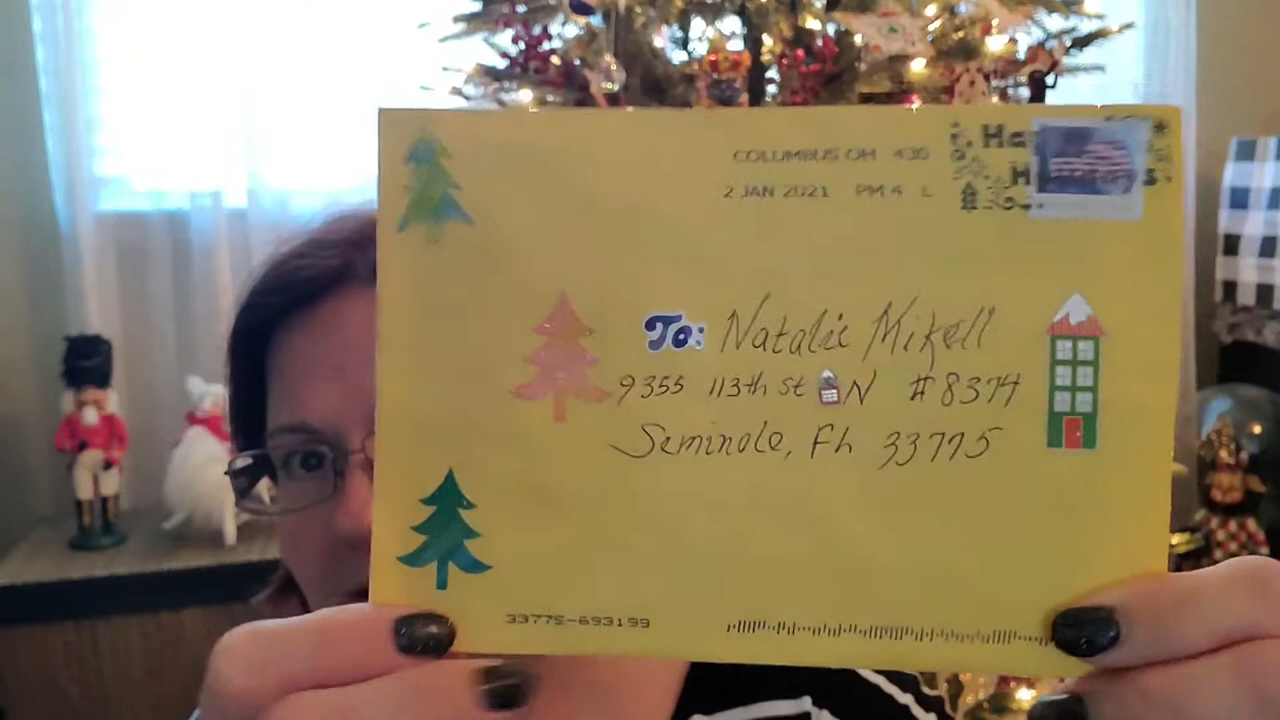 COLUMBUS OH 430
2 JAN 2021 PM 4 L
To: Natalie Mikell
9355 113th St N #8374
Seminole, FL 33775
33775-693199